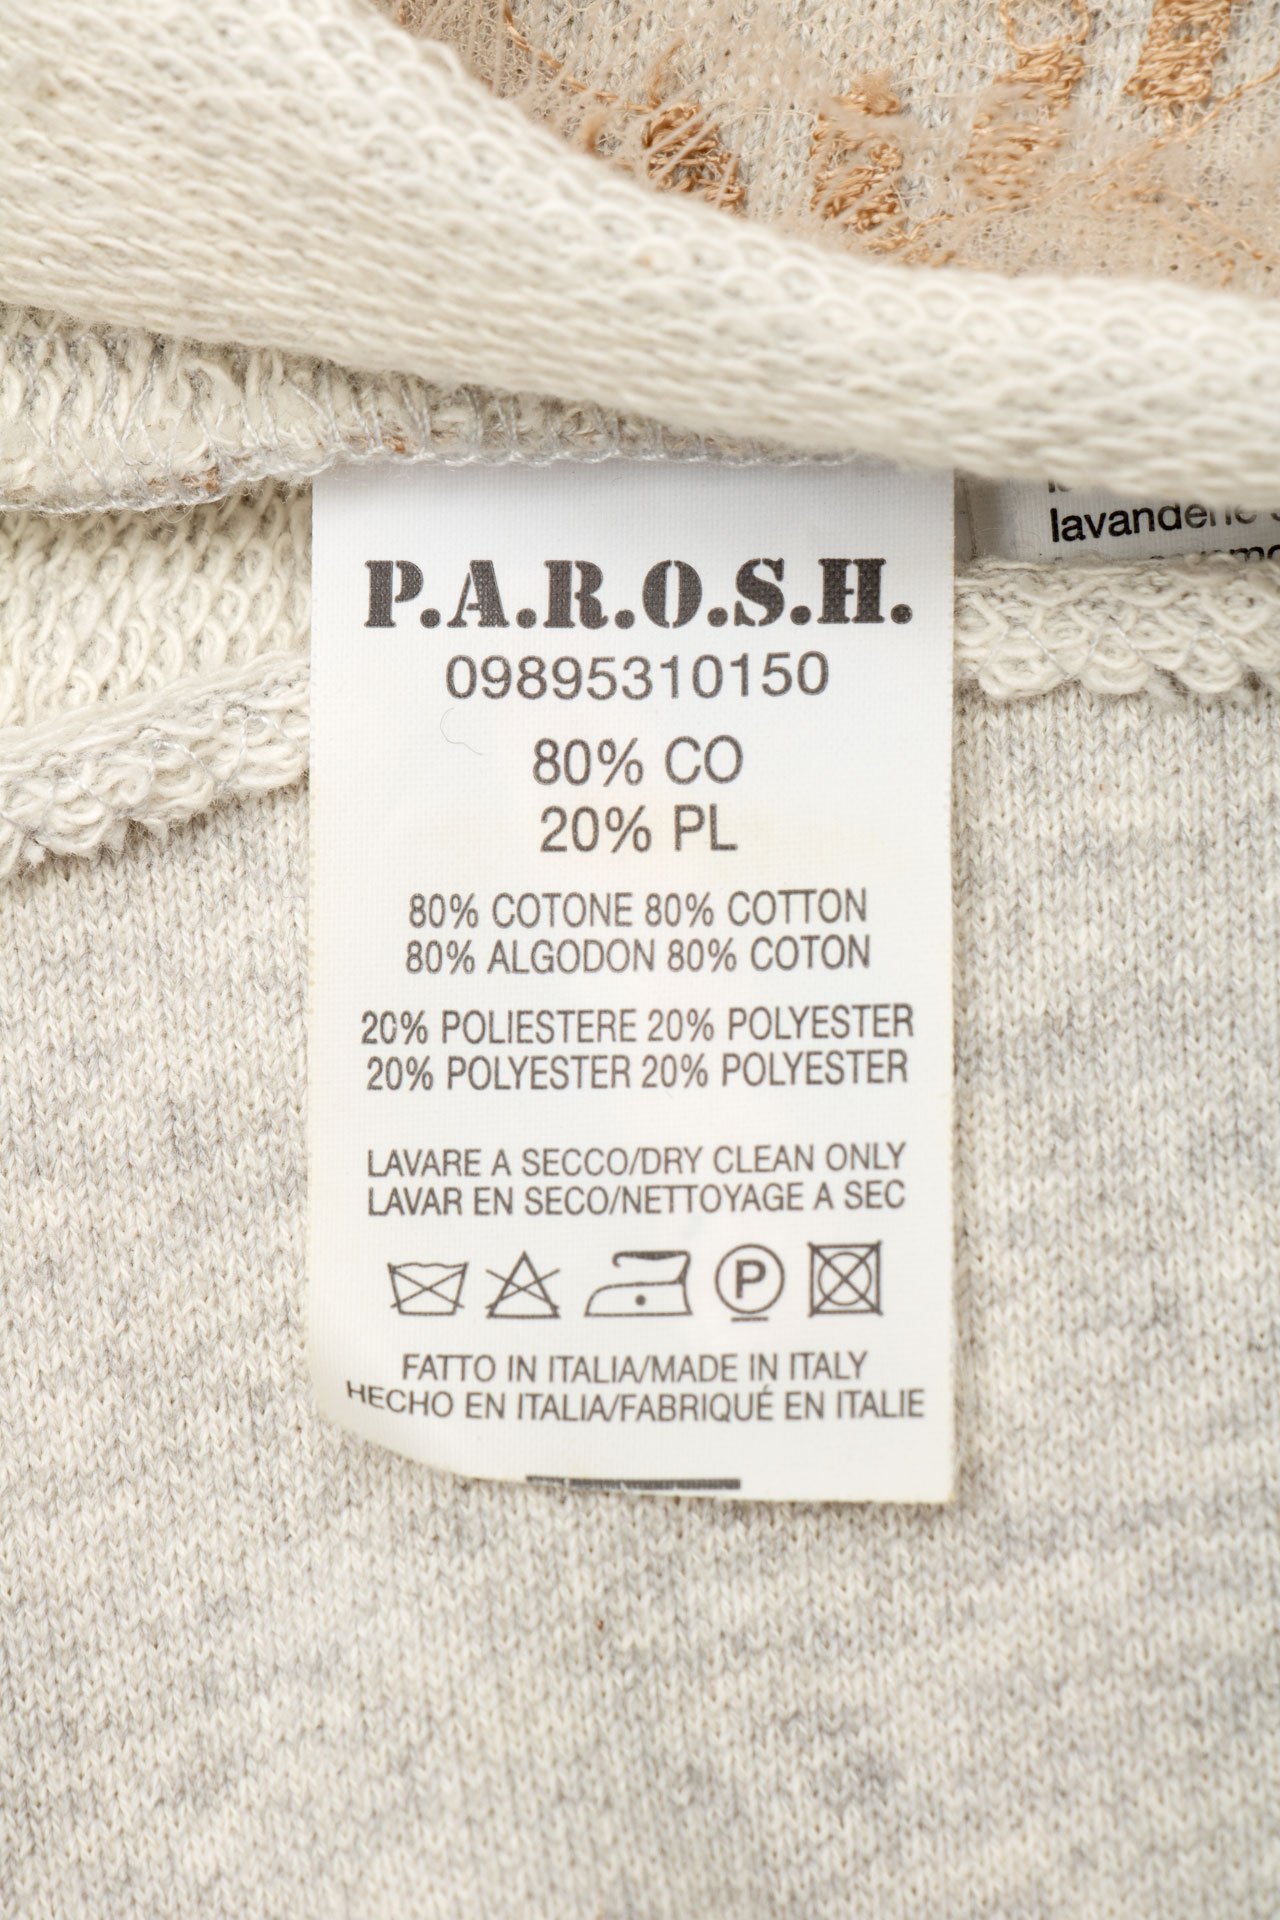 lavanderie
P.A.R.O.S.H.
09895310150
80% CO
20% PL
80% COTONE 80% COTTON
80% ALGODON 80% COTON
20% POLIESTERE 20% POLYESTER
20% POLYESTER 20% POLYESTER
LAVARE A SECCO/DRY CLEAN ONLY
LAVAR EN SECO/NETTOYAGE A SEC
P
FATTO IN ITALIA/MADE IN ITALY
HECHO EN ITALIA/FABRIQUÉ EN ITALIE